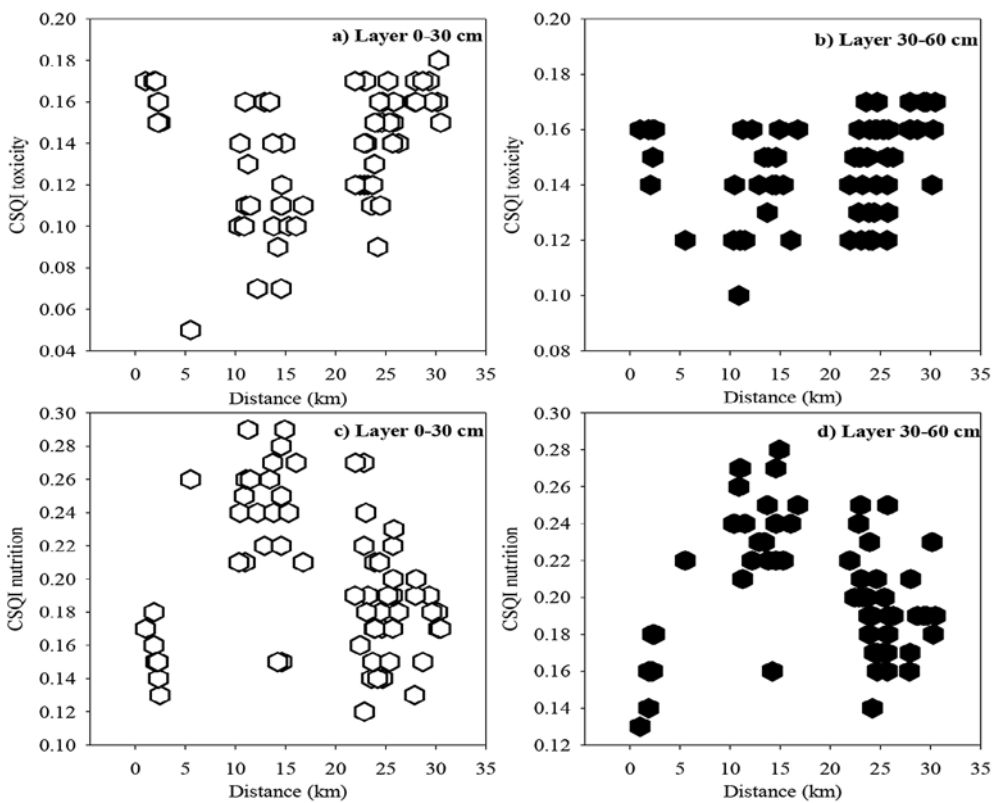 a) Layer 0-30 cm
CSQI toxicity
0.20
0.18
0.16
0.14
0.12
0.10
0.08
0.06
0.04
0 5 10 15 20 25 30 35
Distance (km)
b) Layer 30-60 cm
CSQI toxicity
0.20
0.18
0.16
0.14
0.12
0.10
0.08
0 5 10 15 20 25 30 35
Distance (km)
c) Layer 0-30 cm
CSQI nutrition
0.30
0.28
0.26
0.24
0.22
0.20
0.18
0.16
0.14
0.12
0.10
0 5 10 15 20 25 30 35
Distance (km)
d) Layer 30-60 cm
CSQI nutrition
0.30
0.28
0.26
0.24
0.22
0.20
0.18
0.16
0.14
0.12
0 5 10 15 20 25 30 35
Distance (km)